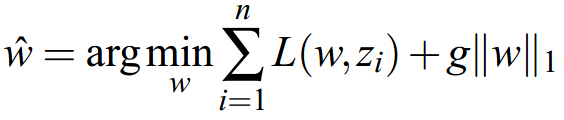 ŵ = arg min_w ∑_{i=1}^{n} L(w, z_i) + g‖w‖_1